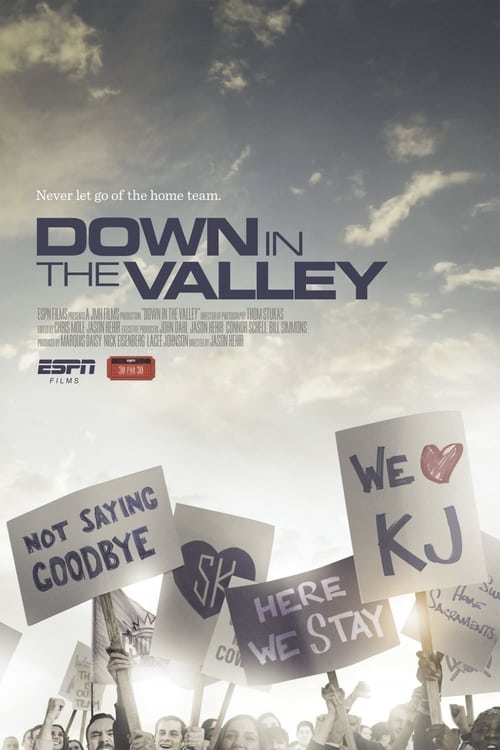 Never let go of the home team.
DOWN IN
THE VALLEY
ESPN FILMS PRESENTS A JMH FILMS PRODUCTION "DOWN IN THE VALLEY" DIRECTOR OF PHOTOGRAPHY THOM STUKAS
EDITED BY CHRIS MOLE JASON HEHIR EXECUTIVE PRODUCERS JOHN DAHL JASON HEHIR CONNOR SCHELL BILL SIMMONS
PRODUCED BY MARQUIS DAISY NICK EISENBERG LACEE JOHNSON DIRECTED BY JASON HEHIR
ESPN
FILMS
ESPN
30 FOR 30
WE
KJ
NOT SAYING
GOODBYE
SK
HERE
WE STAY
HOME
SACRAMENTO